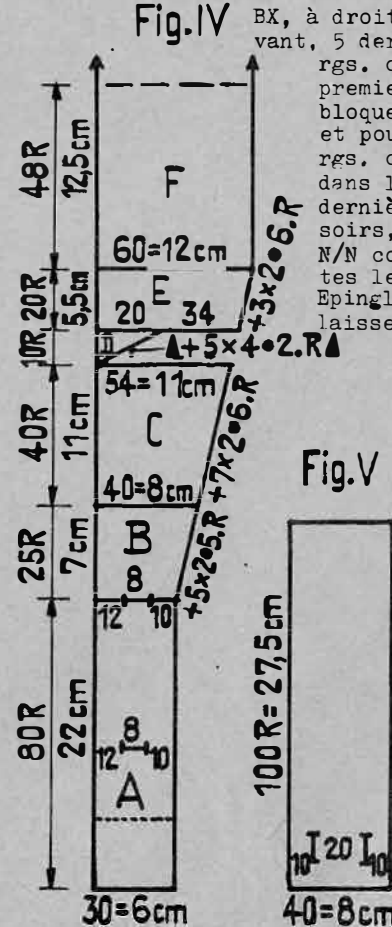 Fig.IV
BX, à droit
vant, 5 der
rgs. c
premie
bloque
et pou
rgs. c
dans l
derniè
soirs,
N/N co
tes le
Epingl
laisse
48R
12,5cm
F
60=12cm
20R
5,5cm
E
20 34
+3×2•6.R
10R
D
▲+5×4•2.R▲
54=11cm
40R
11cm
C
+7×2•6.R
40=8cm
25R
7cm
B
+5×2•5.R
8
12 10
80R
22cm
8
12 10
A
30=6cm
Fig.V
100R=27,5cm
10 20 10
40=8cm